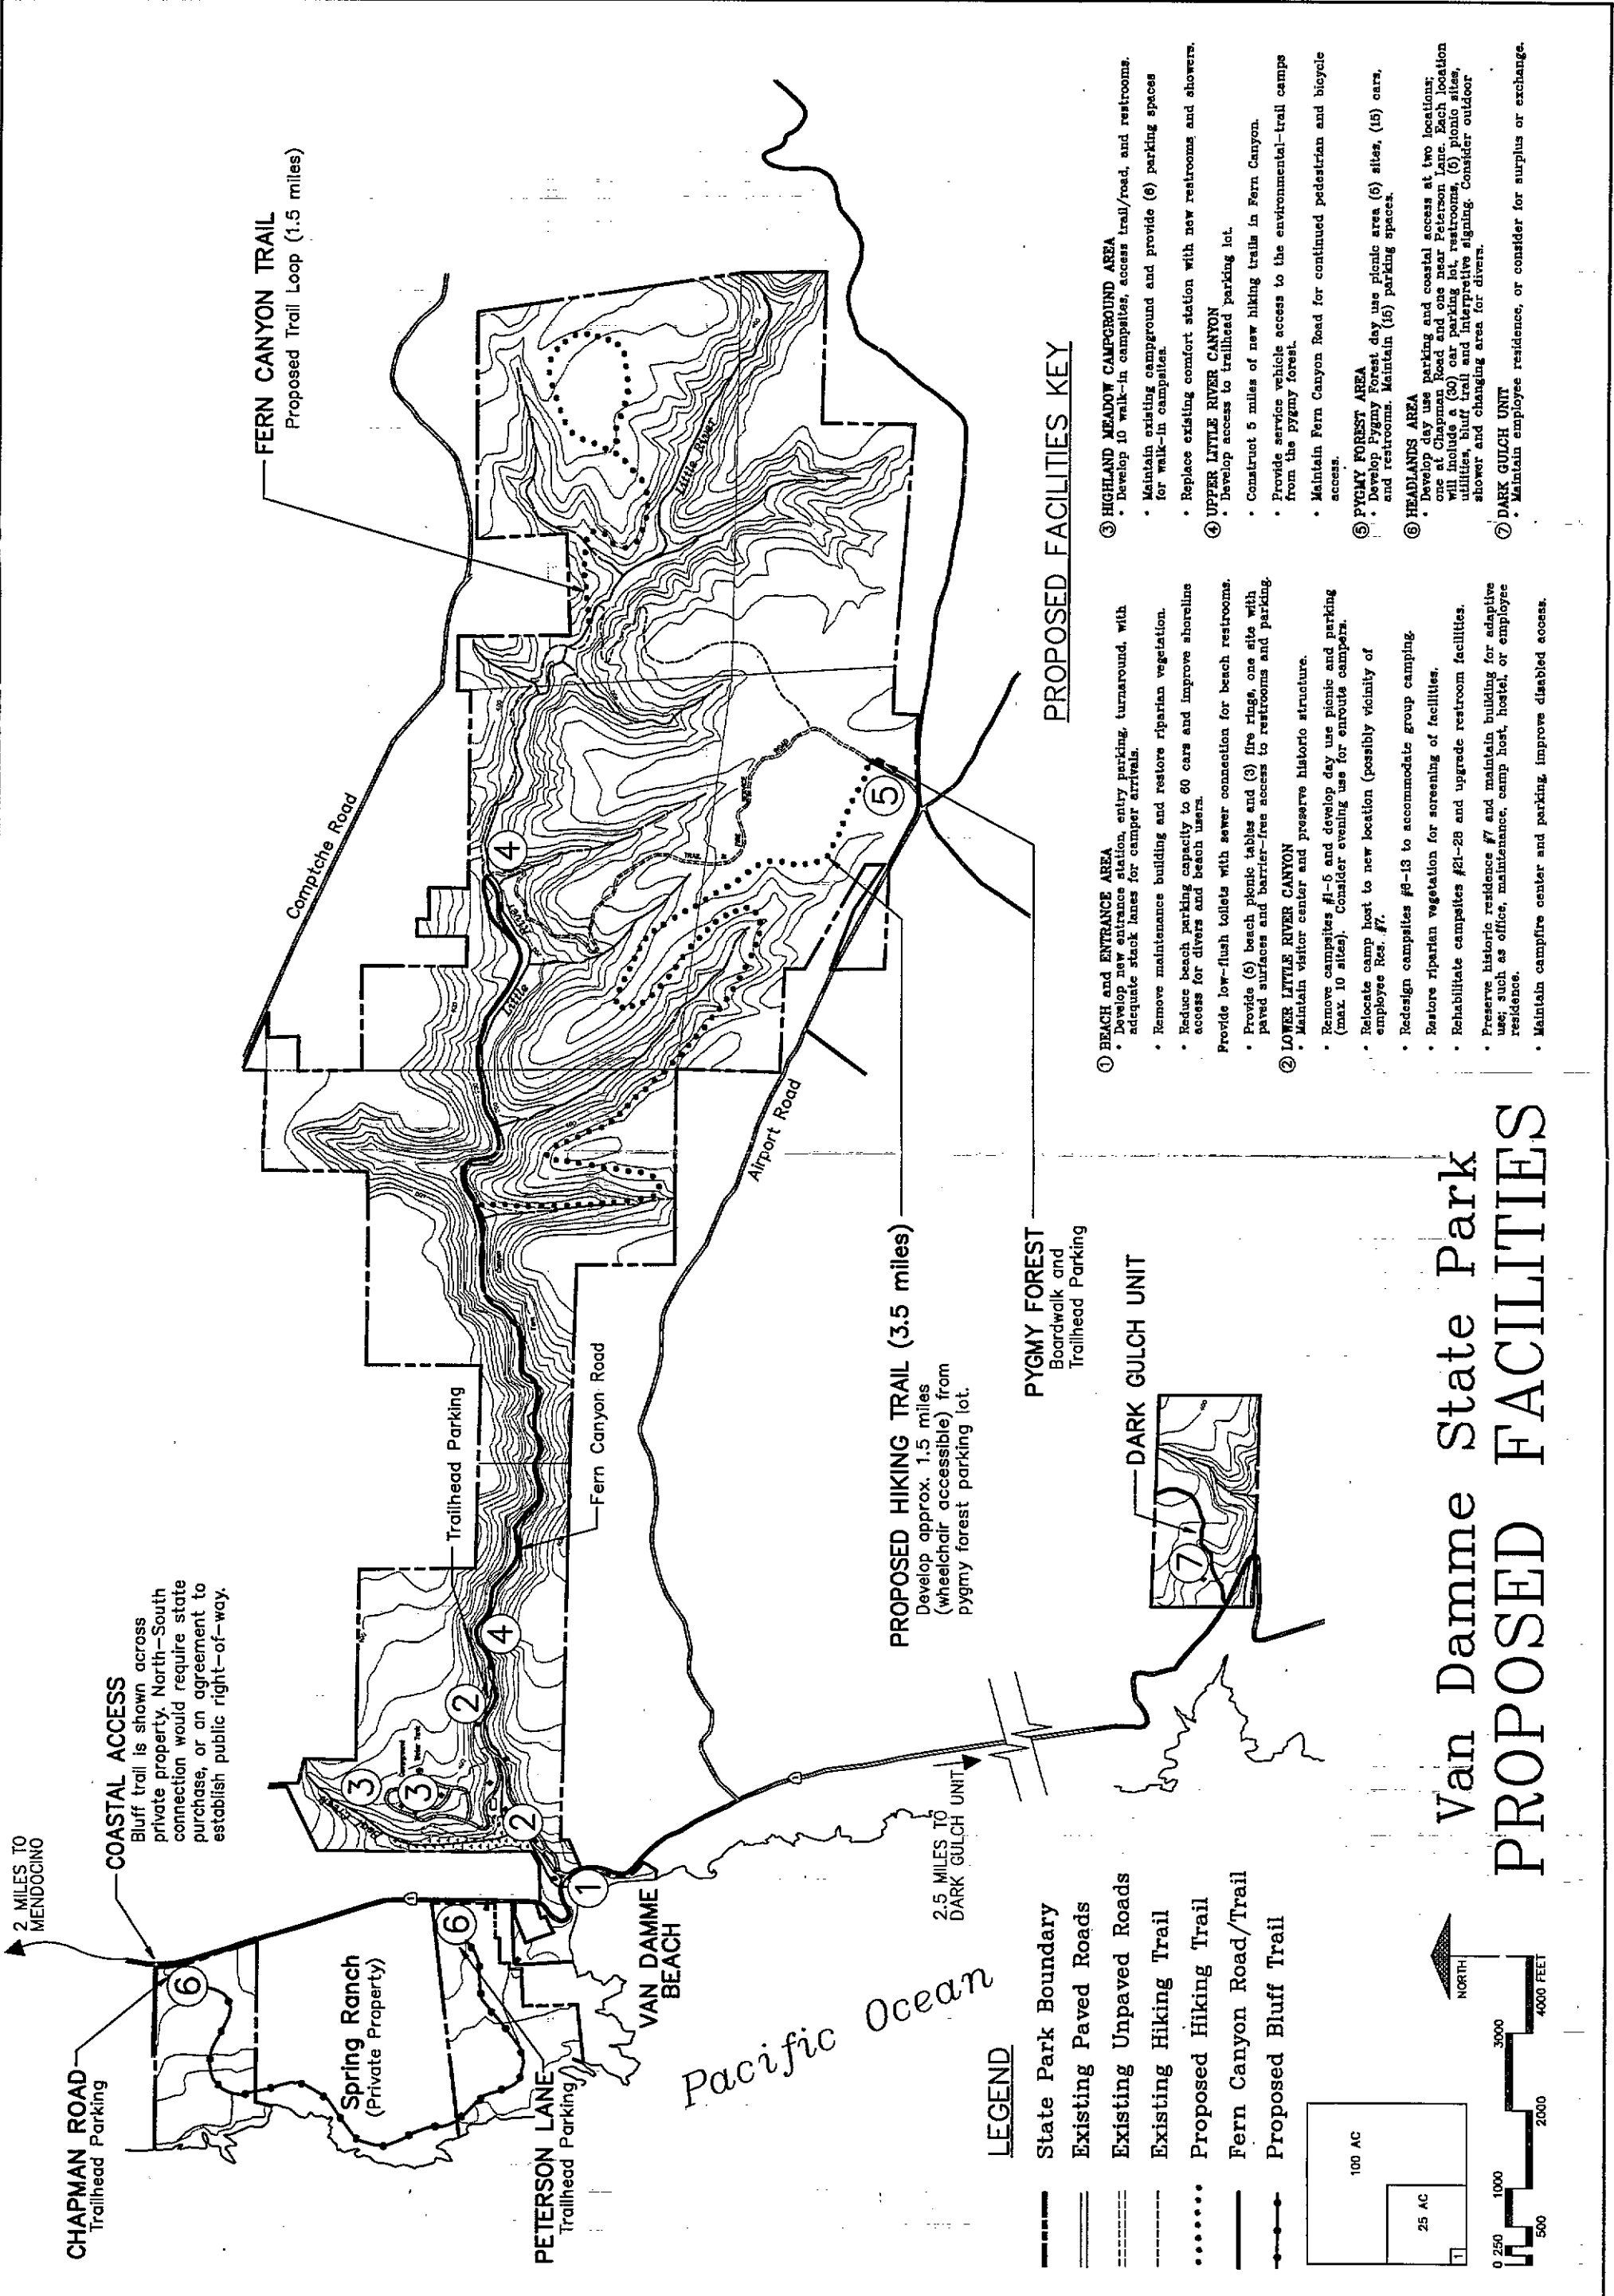 2 MILES TO
MENDOCINO
COASTAL ACCESS
Bluff trail is shown across
private property. North-South
connection would require state
purchase, or an agreement to
establish public right-of-way.
CHAPMAN ROAD
Trailhead Parking
6
Spring Ranch
(Private Property)
1
6
PETERSON LANE
Trailhead Parking
VAN DAMME
BEACH
1
Pacific Ocean
3
3
Campground
Water Tank
2
2
4
Trailhead Parking
Fern Canyon Road
Comptche Road
Little
4
FERN CANYON TRAIL
Proposed Trail Loop (1.5 miles)
Little River
TRAIL
ROAD
5
Airport Road
PROPOSED HIKING TRAIL (3.5 miles)
Develop approx. 1.5 miles
(wheelchair accessible) from
pygmy forest parking lot.
PYGMY FOREST
Boardwalk and
Trailhead Parking
1
2.5 MILES TO
DARK GULCH UNIT
DARK GULCH UNIT
7
LEGEND
State Park Boundary
Existing Paved Roads
Existing Unpaved Roads
Existing Hiking Trail
Proposed Hiking Trail
Fern Canyon Road/Trail
Proposed Bluff Trail
100 AC
25 AC
1
NORTH
0 250 500 1000 2000 3000 4000 FEET
Van Damme State Park
PROPOSED FACILITIES
PROPOSED FACILITIES KEY
① BEACH and ENTRANCE AREA
• Develop new entrance station, entry parking, turnaround, with
adequate stack lanes for camper arrivals.
• Remove maintenance building and restore riparian vegetation.
• Reduce beach parking capacity to 60 cars and improve shoreline
access for divers and beach users.
Provide low-flush toilets with sewer connection for beach restrooms.
• Provide (5) beach picnic tables and (3) fire rings, one site with
paved surfaces and barrier-free access to restrooms and parking.
② LOWER LITTLE RIVER CANYON
• Maintain visitor center and preserve historic structure.
• Remove campsites #1-5 and develop day use picnic and parking
(max. 10 sites). Consider evening use for enroute campers.
• Relocate camp host to new location (possibly vicinity of
employee Res. #7.
• Redesign campsites #6-13 to accommodate group camping.
• Restore riparian vegetation for screening of facilities.
• Rehabilitate campsites #21-28 and upgrade restroom facilities.
• Preserve historic residence #7 and maintain building for adaptive
use; such as office, maintenance, camp host, hostel, or employee
residence.
• Maintain campfire center and parking, improve disabled access.
③ HIGHLAND MEADOW CAMPGROUND AREA
• Develop 10 walk-in campsites, access trail/road, and restrooms.
• Maintain existing campground and provide (6) parking spaces
for walk-in campsites.
• Replace existing comfort station with new restrooms and showers.
④ UPPER LITTLE RIVER CANYON
• Develop access to trailhead parking lot.
• Construct 5 miles of new hiking trails in Fern Canyon.
• Provide service vehicle access to the environmental-trail camps
from the pygmy forest.
• Maintain Fern Canyon Road for continued pedestrian and bicycle
access.
⑤ PYGMY FOREST AREA
• Develop Pygmy Forest day use picnic area (5) sites, (15) cars,
and restrooms. Maintain (15) parking spaces.
⑥ HEADLANDS AREA
• Develop day use parking and coastal access at two locations;
one at Chapman Road and one near Peterson Lane. Each location
will include a (30) car parking lot, restrooms, (5) picnic sites,
utilities, bluff trail and interpretive signing. Consider outdoor
shower and changing area for divers.
⑦ DARK GULCH UNIT
• Maintain employee residence, or consider for surplus or exchange.